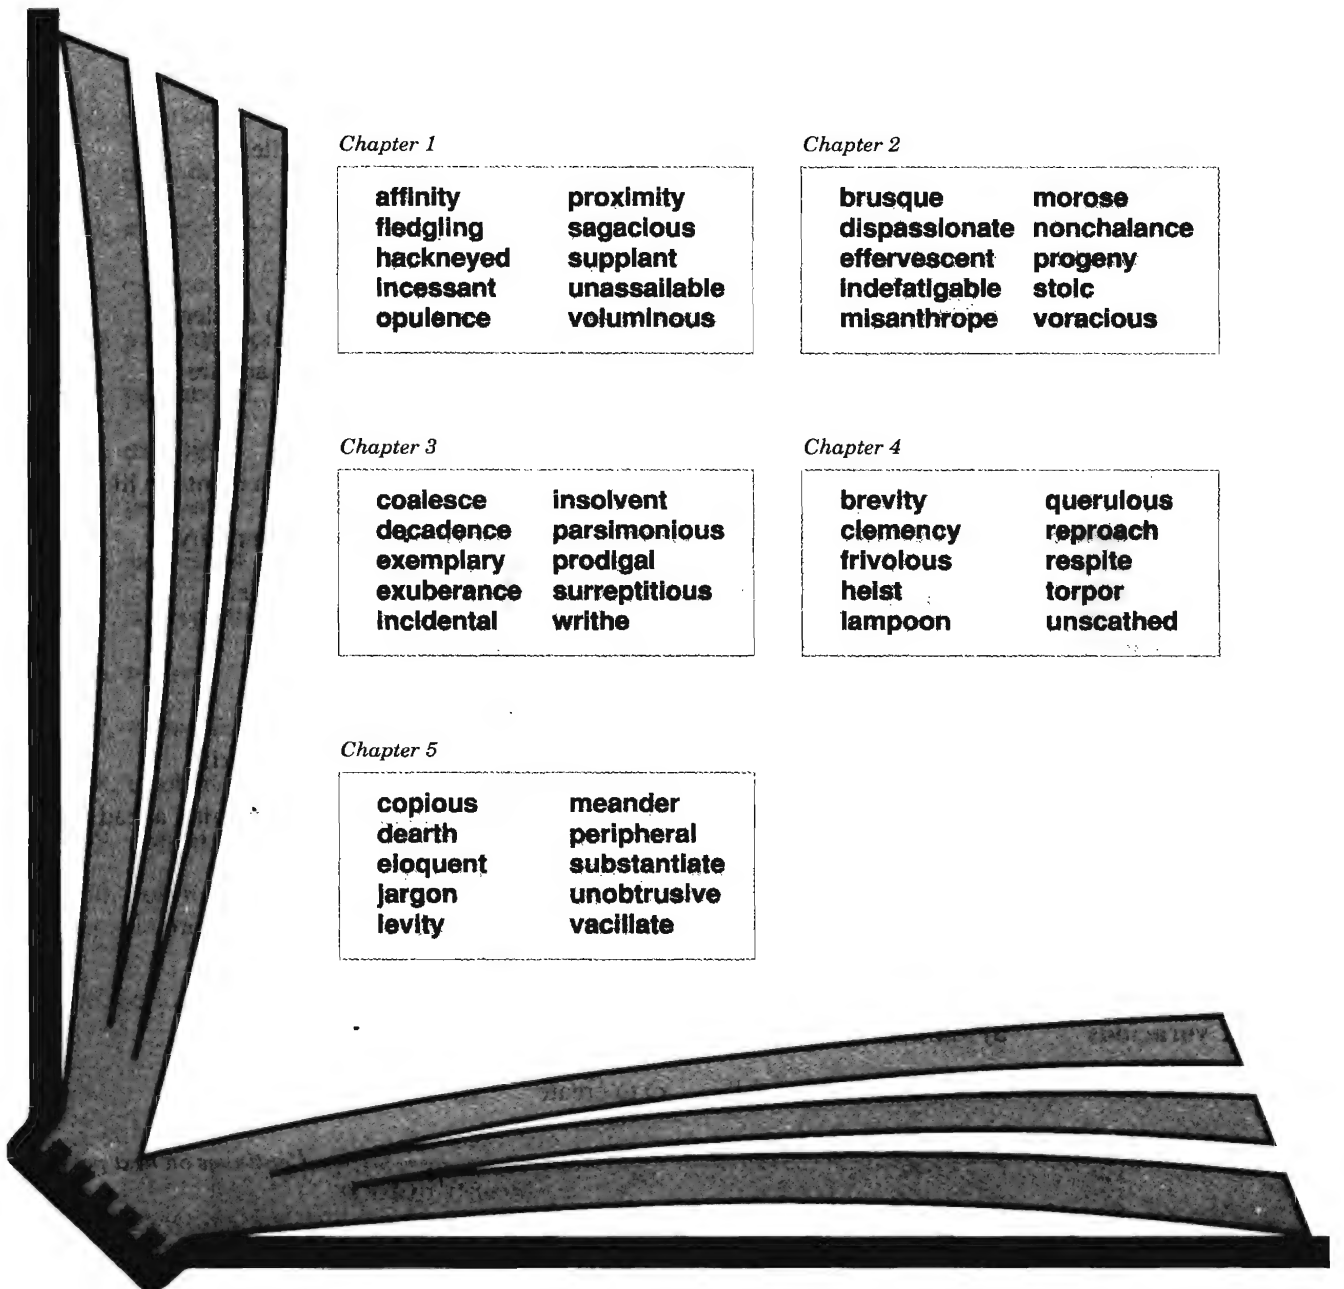 Chapter 1
affinity proximity
fledgling sagacious
hackneyed supplant
incessant unassailable
opulence voluminous
Chapter 2
brusque morose
dispassionate nonchalance
effervescent progeny
indefatigable stoic
misanthrope voracious
Chapter 3
coalesce insolvent
decadence parsimonious
exemplary prodigal
exuberance surreptitious
incidental writhe
Chapter 4
brevity querulous
clemency reproach
frivolous respite
heist torpor
lampoon unscathed
Chapter 5
copious meander
dearth peripheral
eloquent substantiate
jargon unobtrusive
levity vacillate